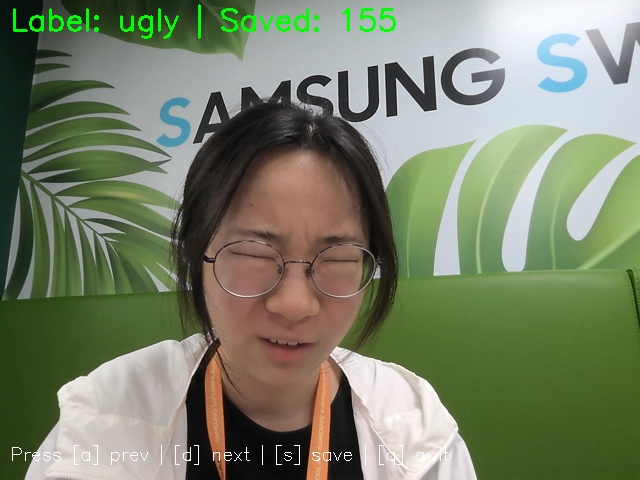 Label: ugly | Saved: 155
SAMSUNG SW
Press [a] prev | [d] next | [s] save | [q] quit